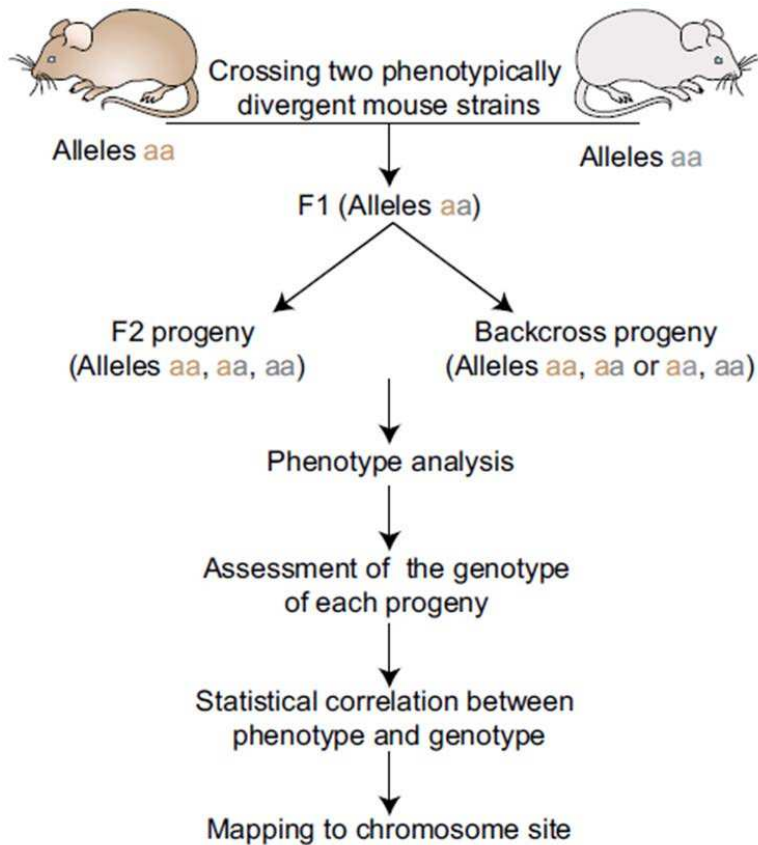 Crossing two phenotypically
divergent mouse strains
Alleles aa
Alleles aa
F1 (Alleles aa)
F2 progeny
(Alleles aa, aa, aa)
Backcross progeny
(Alleles aa, aa or aa, aa)
Phenotype analysis
Assessment of the genotype
of each progeny
Statistical correlation between
phenotype and genotype
Mapping to chromosome site